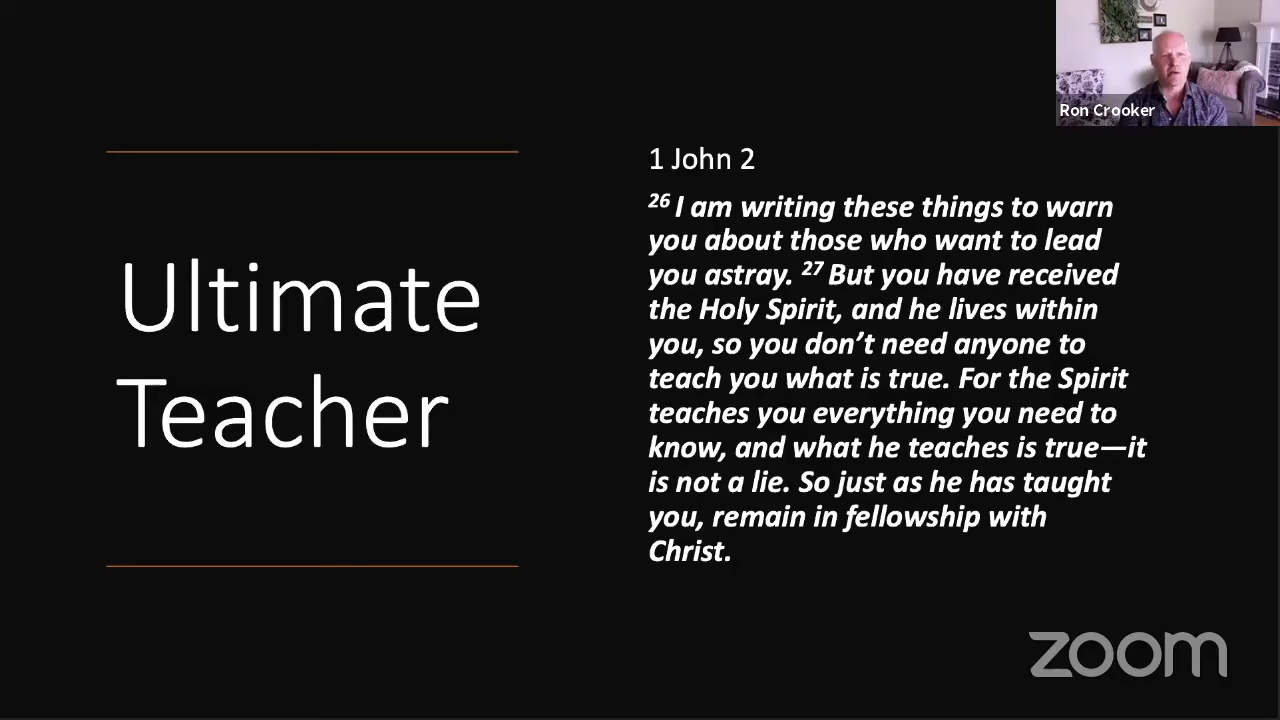 Ron Crooker
Ultimate
Teacher
1 John 2
26 I am writing these things to warn
you about those who want to lead
you astray. 27 But you have received
the Holy Spirit, and he lives within
you, so you don’t need anyone to
teach you what is true. For the Spirit
teaches you everything you need to
know, and what he teaches is true—it
is not a lie. So just as he has taught
you, remain in fellowship with
Christ.
zoom